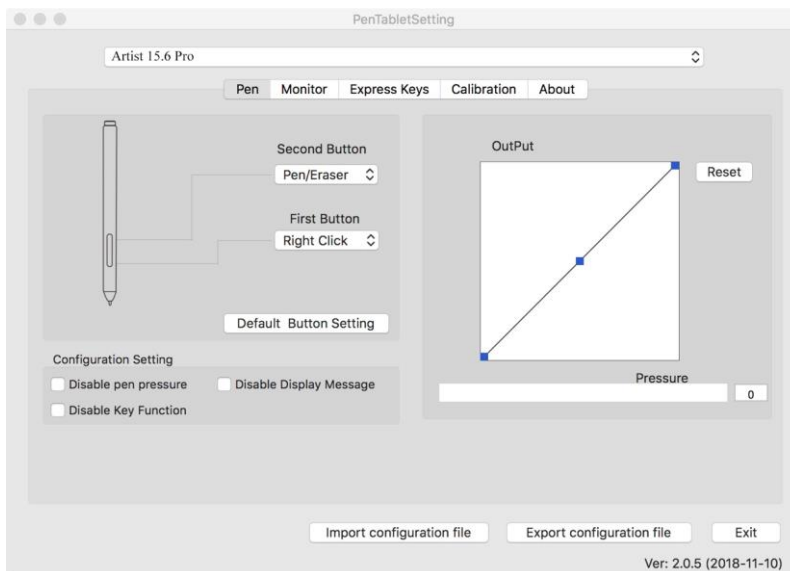 PenTabletSetting
Artist 15.6 Pro
Pen Monitor Express Keys Calibration About
Second Button
Pen/Eraser
First Button
Right Click
Default Button Setting
OutPut
Reset
Pressure
0
Configuration Setting
Disable pen pressure Disable Display Message
Disable Key Function
Import configuration file Export configuration file Exit
Ver: 2.0.5 (2018-11-10)